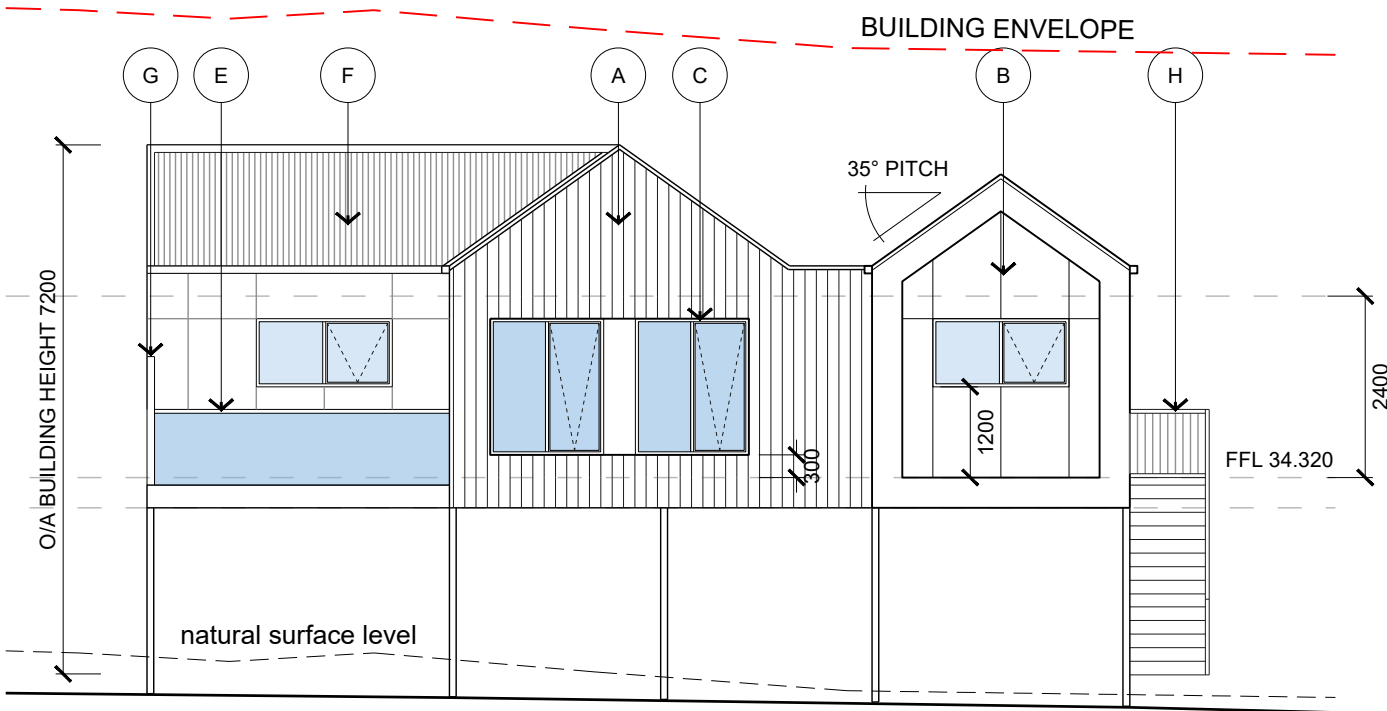 BUILDING ENVELOPE
G
E
F
A
C
B
H
35° PITCH
O/A BUILDING HEIGHT 7200
2400
1200
300
FFL 34.320
natural surface level